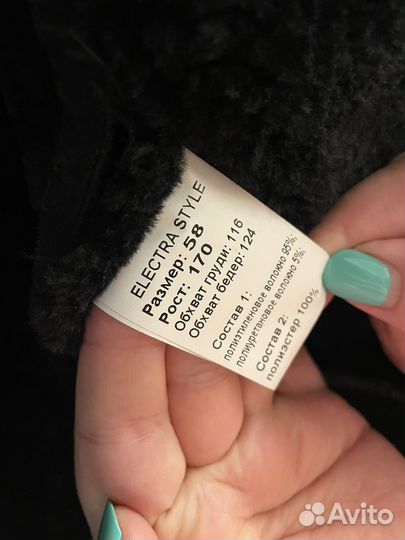 ELECTRA STYLE
Размер: 58
Рост: 170
Обхват груди: 116
Обхват бедер: 124
Состав 1:
полиэтиленовое волокно 95%;
полиуретановое волокно 5%;
Состав 2:
полиэстер 100%
Avito